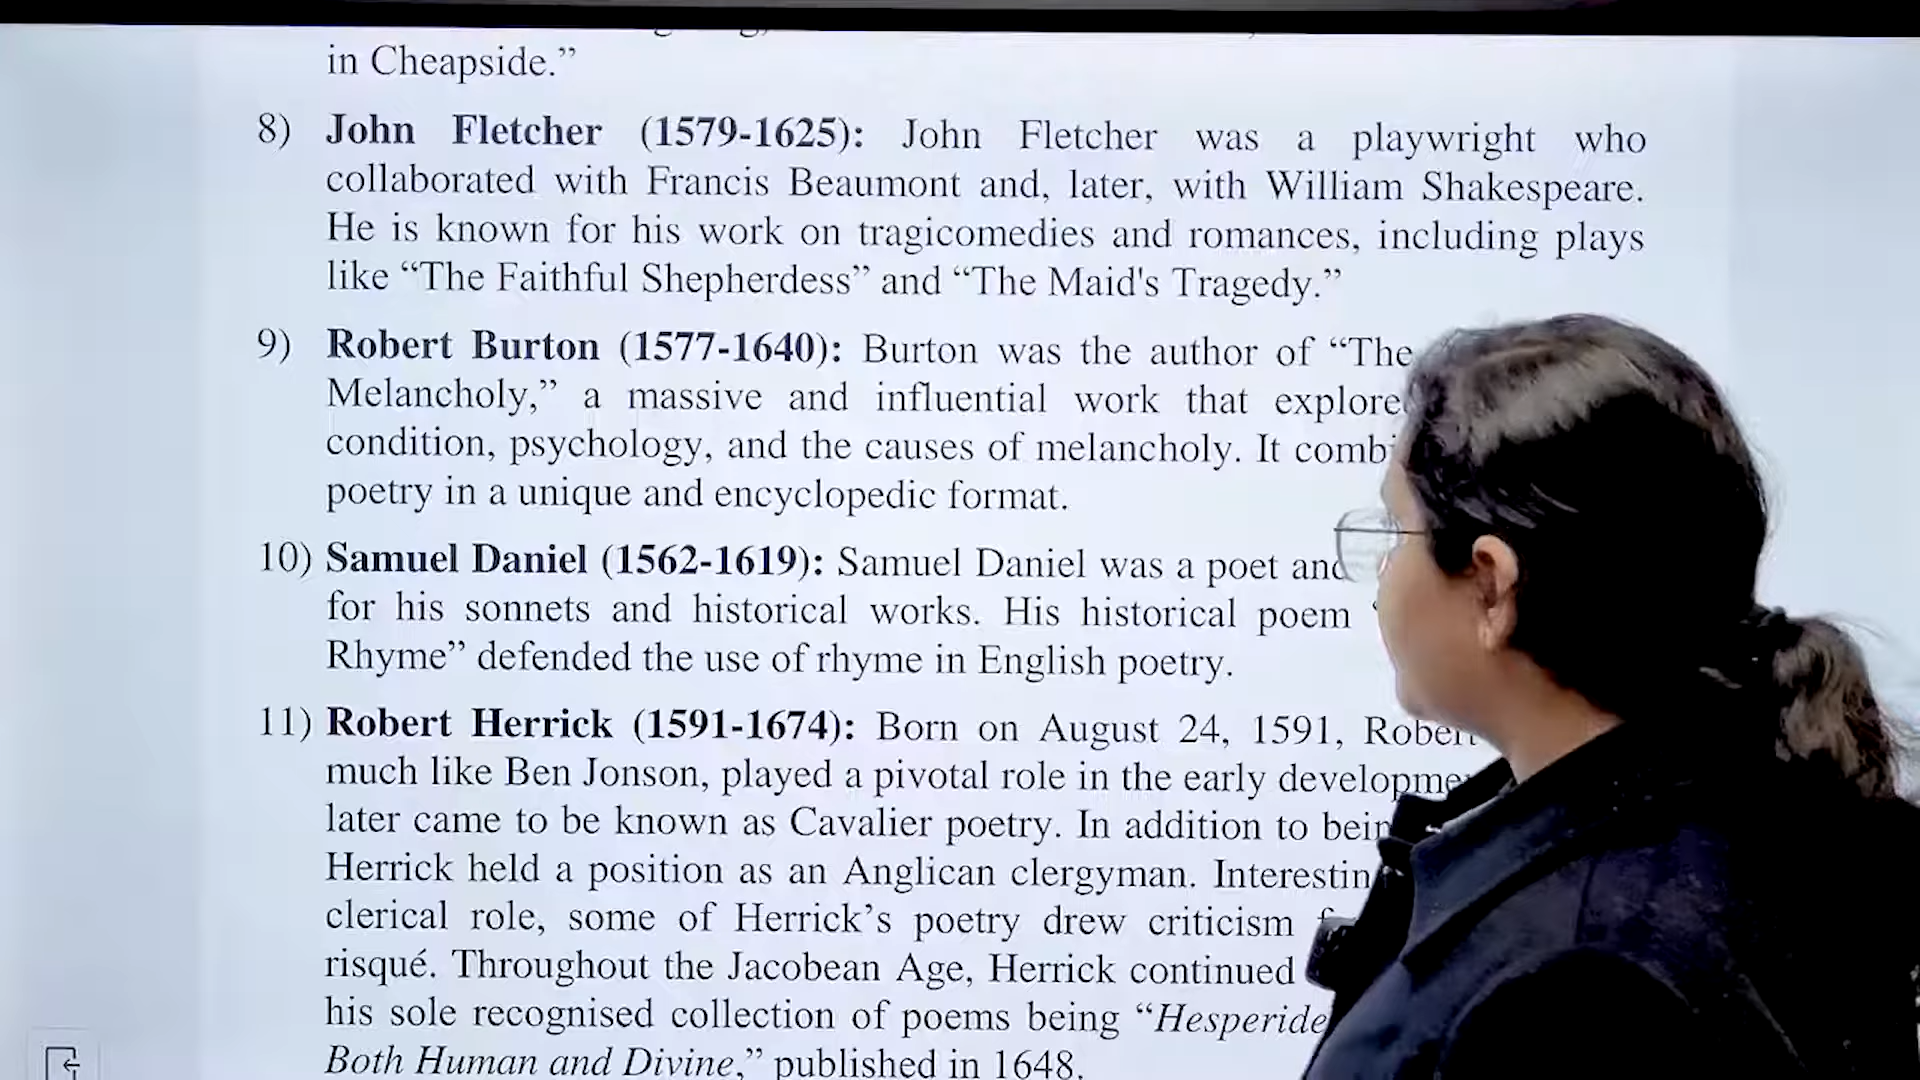 in Cheapside.”
8) John Fletcher (1579-1625): John Fletcher was a playwright who
collaborated with Francis Beaumont and, later, with William Shakespeare.
He is known for his work on tragicomedies and romances, including plays
like “The Faithful Shepherdess” and “The Maid's Tragedy.”
9) Robert Burton (1577-1640): Burton was the author of “The
Melancholy,” a massive and influential work that explore
condition, psychology, and the causes of melancholy. It comb
poetry in a unique and encyclopedic format.
10) Samuel Daniel (1562-1619): Samuel Daniel was a poet and
for his sonnets and historical works. His historical poem
Rhyme” defended the use of rhyme in English poetry.
11) Robert Herrick (1591-1674): Born on August 24, 1591, Robert
much like Ben Jonson, played a pivotal role in the early developme
later came to be known as Cavalier poetry. In addition to bein
Herrick held a position as an Anglican clergyman. Interestin
clerical role, some of Herrick’s poetry drew criticism
risqué. Throughout the Jacobean Age, Herrick continued
his sole recognised collection of poems being “Hesperide
Both Human and Divine,” published in 1648.